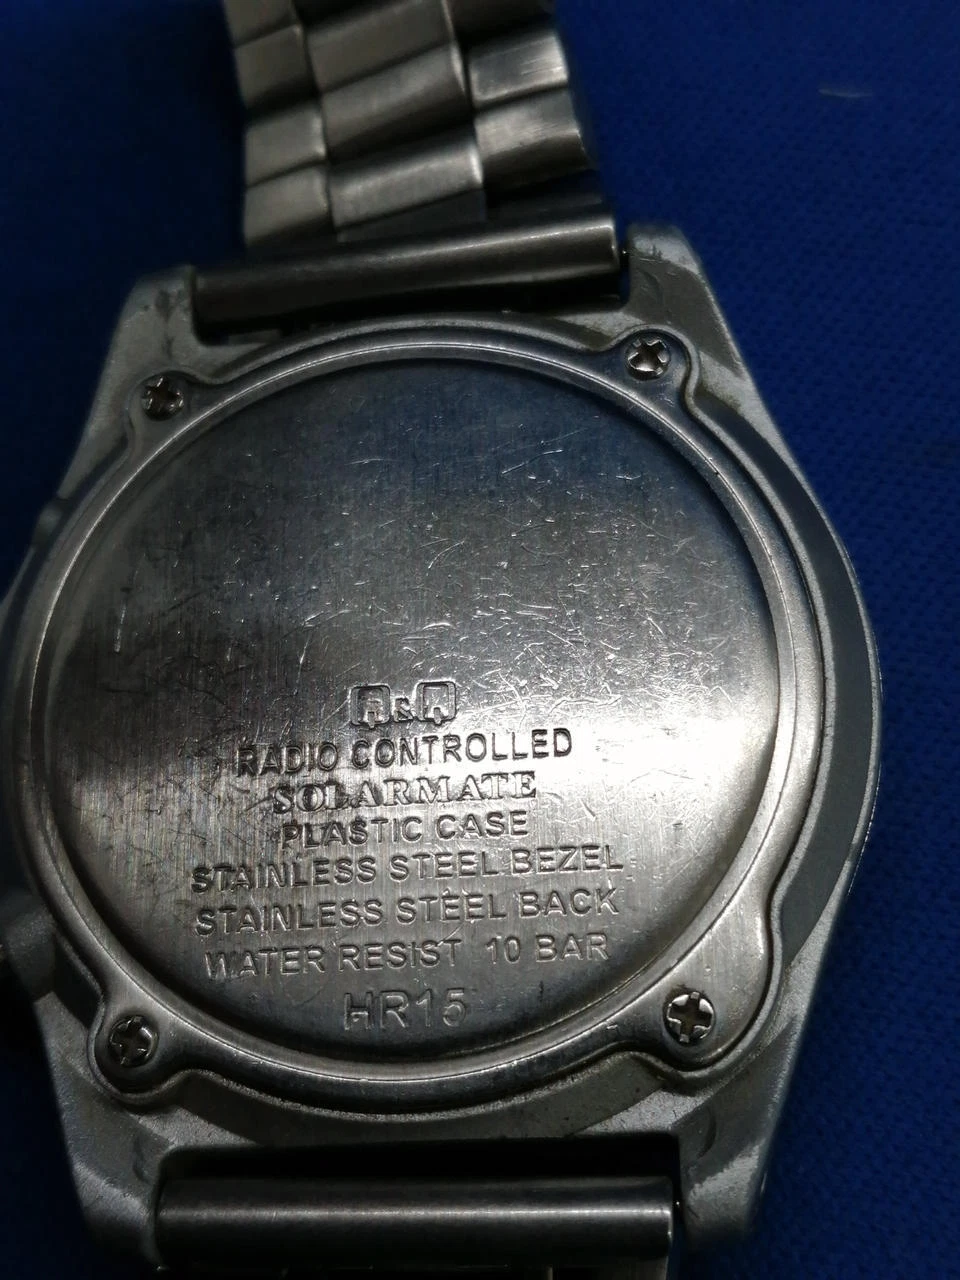 Q&Q
RADIO CONTROLLED
SOLARMATE
PLASTIC CASE
STAINLESS STEEL BEZEL
STAINLESS STEEL BACK
WATER RESIST 10 BAR
HR15